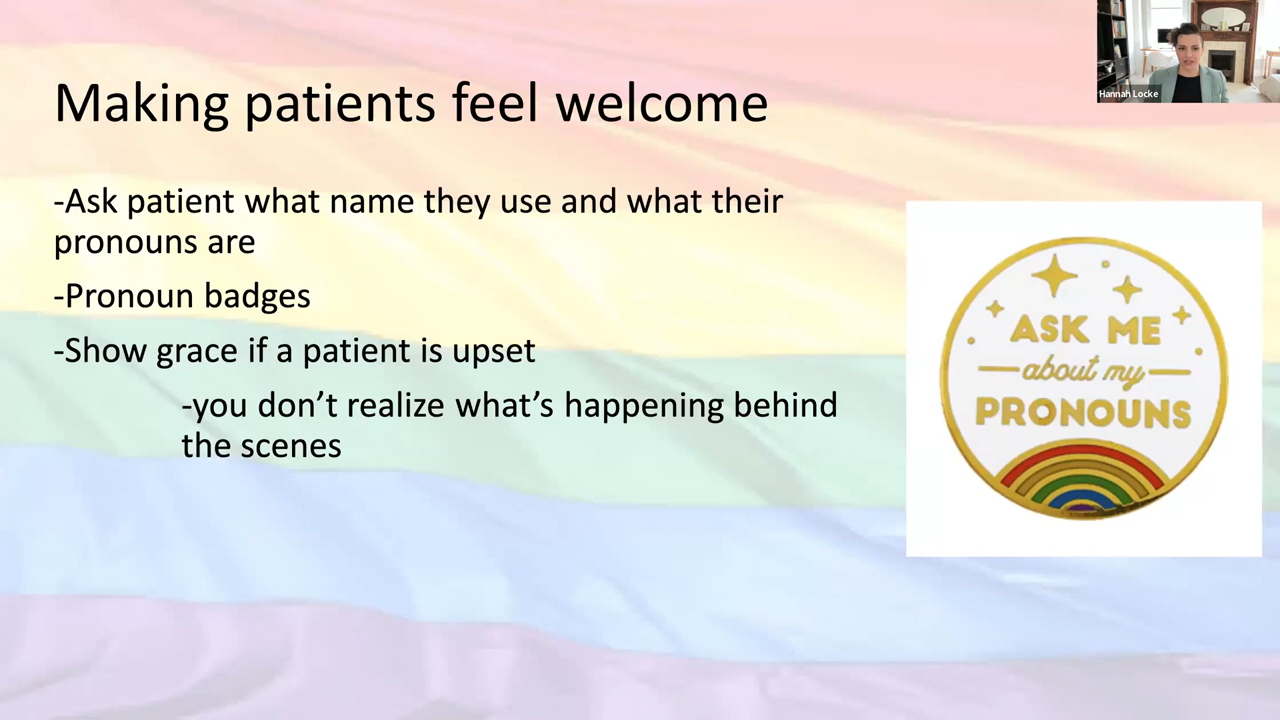 Making patients feel welcome
Hannah Locke
-Ask patient what name they use and what their
pronouns are
-Pronoun badges
-Show grace if a patient is upset
-you don’t realize what’s happening behind
the scenes
ASK ME
about my
PRONOUNS